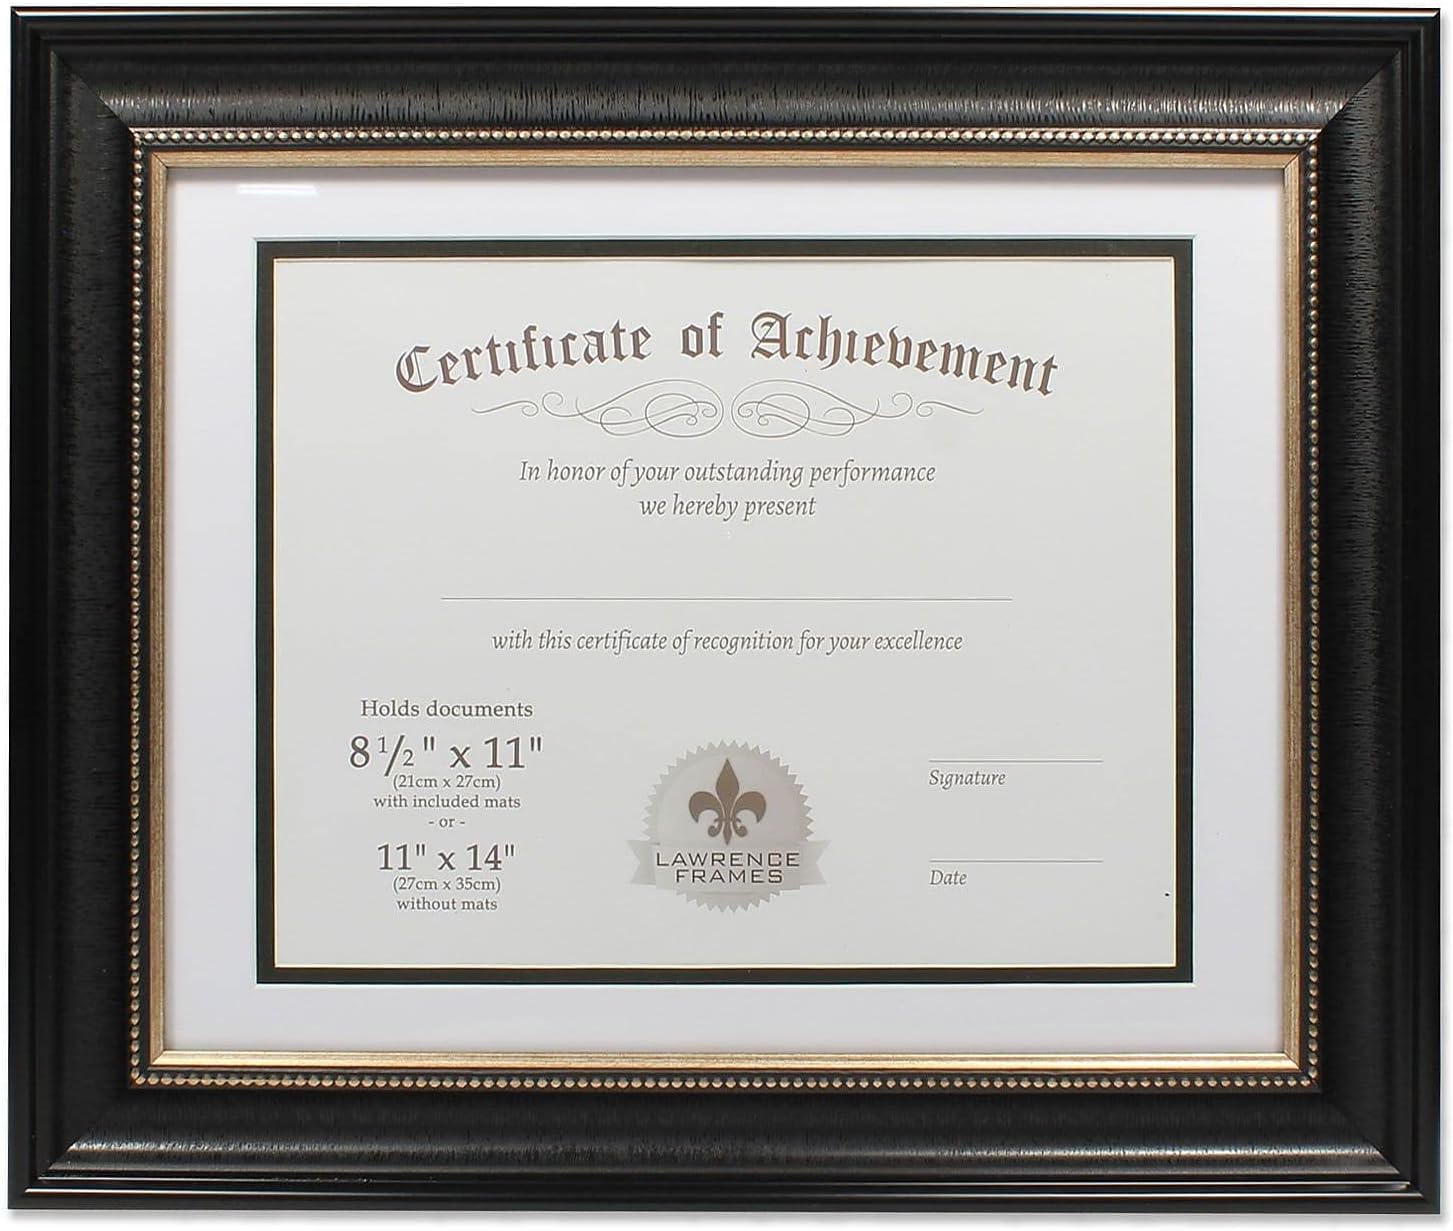 Certificate of Achievement
In honor of your outstanding performance
we hereby present
with this certificate of recognition for your excellence
Holds documents
8 1/2" x 11"
(21cm x 27cm)
with included mats
- or -
11" x 14"
(27cm x 35cm)
without mats
LAWRENCE
FRAMES
Signature
Date